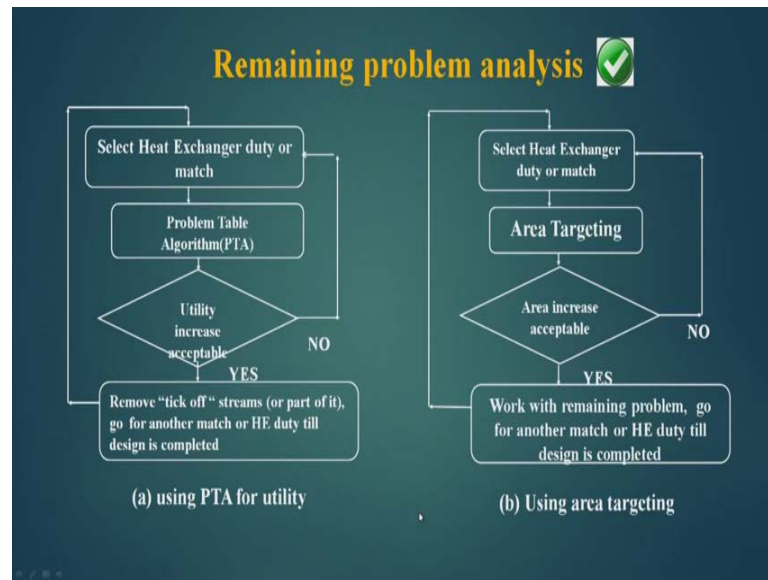 Remaining problem analysis
Select Heat Exchanger duty or
match
Problem Table
Algorithm(PTA)
Utility
increase
acceptable
NO
YES
Remove “tick off “ streams (or part of it),
go for another match or HE duty till
design is completed
(a) using PTA for utility
Select Heat Exchanger
duty or match
Area Targeting
Area increase
acceptable
NO
YES
Work with remaining problem, go
for another match or HE duty till
design is completed
(b) Using area targeting